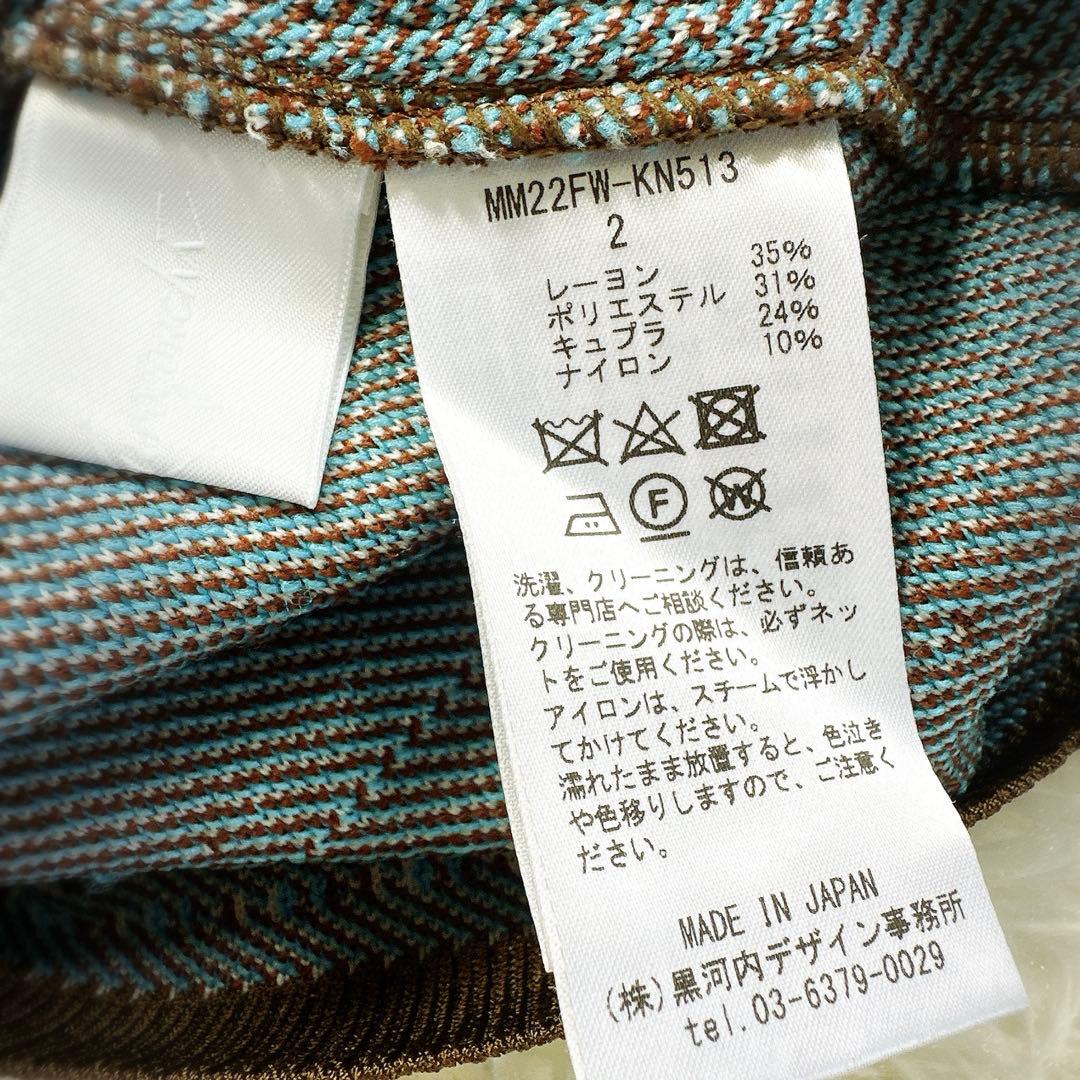 MM22FW-KN513
2
レーヨン 35%
ポリエステル 31%
キュプラ 24%
ナイロン 10%
F W
洗濯、クリーニングは、信頼あ
る専門店へご相談ください。
クリーニングの際は、必ずネッ
トをご使用ください。
アイロンは、スチームで浮かし
てかけてください。
濡れたまま放置すると、色泣き
や色移りしますので、ご注意く
ださい。
MADE IN JAPAN
(株)黒河内デザイン事務所
tel.03-6379-0029